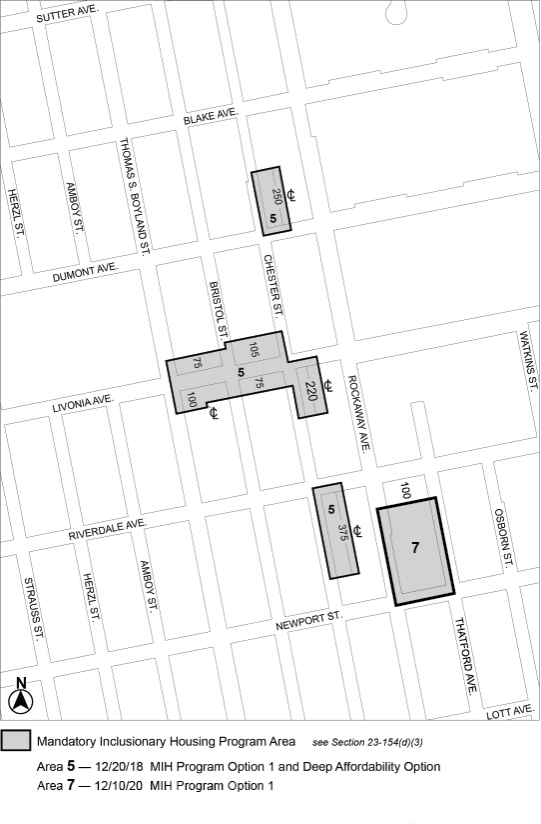 SUTTER AVE.
BLAKE AVE.
THOMAS S. BOYLAND ST.
HERZL ST.
AMBOY ST.
250
℄
5
DUMONT AVE.
CHESTER ST.
BRISTOL ST.
WATKINS ST.
105
75
5
75
100
220
℄
℄
LIVONIA AVE.
ROCKAWAY AVE.
100
5
375
℄
7
OSBORN ST.
RIVERDALE AVE.
AMBOY ST.
HERZL ST.
STRAUSS ST.
NEWPORT ST.
THATFORD AVE.
N
LOTT AVE.
Mandatory Inclusionary Housing Program Area see Section 23-154(d)(3)
Area 5 — 12/20/18 MIH Program Option 1 and Deep Affordability Option
Area 7 — 12/10/20 MIH Program Option 1